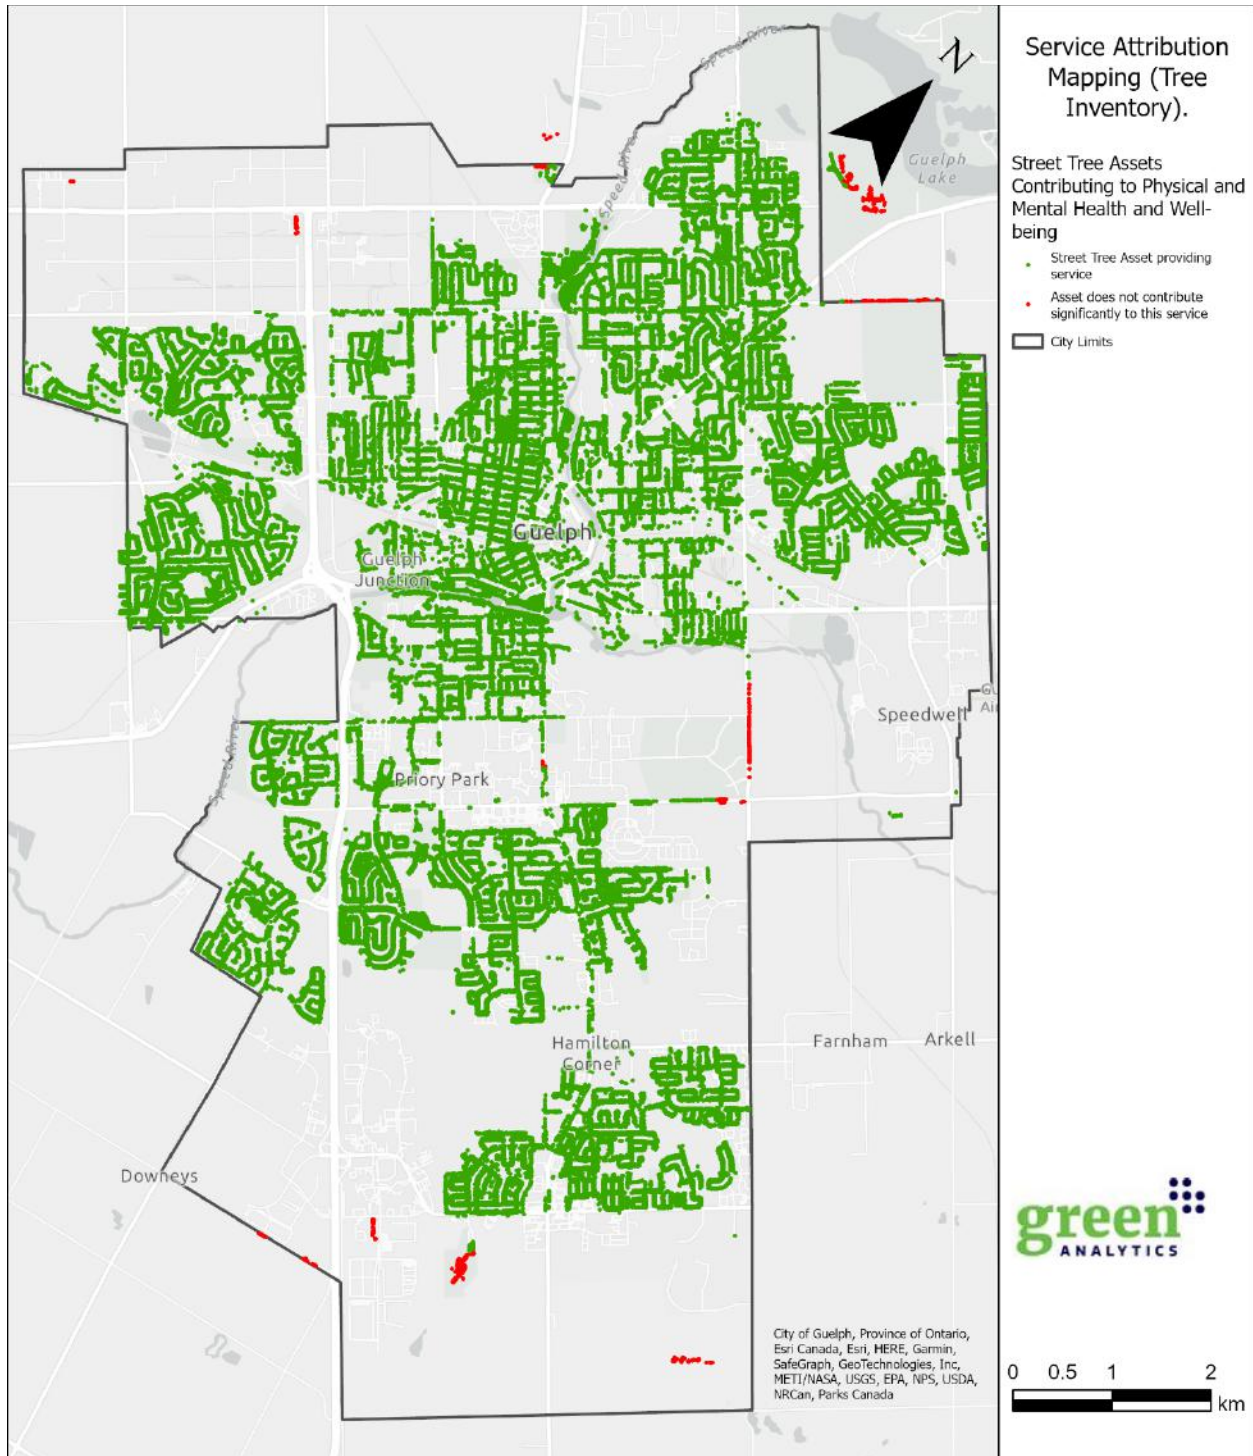 Service Attribution
Mapping (Tree
Inventory).
Street Tree Assets
Contributing to Physical and
Mental Health and Well-
being
Street Tree Asset providing
service
Asset does not contribute
significantly to this service
City Limits
N
Speed River
Speed River
Guelph
Lake
Guelph
Guelph
Junction
Speedwell
Priory Park
Speed River
Hamilton
Corner
Farnham
Arkell
Downeys
green
ANALYTICS
City of Guelph, Province of Ontario,
Esri Canada, Esri, HERE, Garmin,
SafeGraph, GeoTechnologies, Inc,
METI/NASA, USGS, EPA, NPS, USDA,
NRCan, Parks Canada
0 0.5 1 2
km